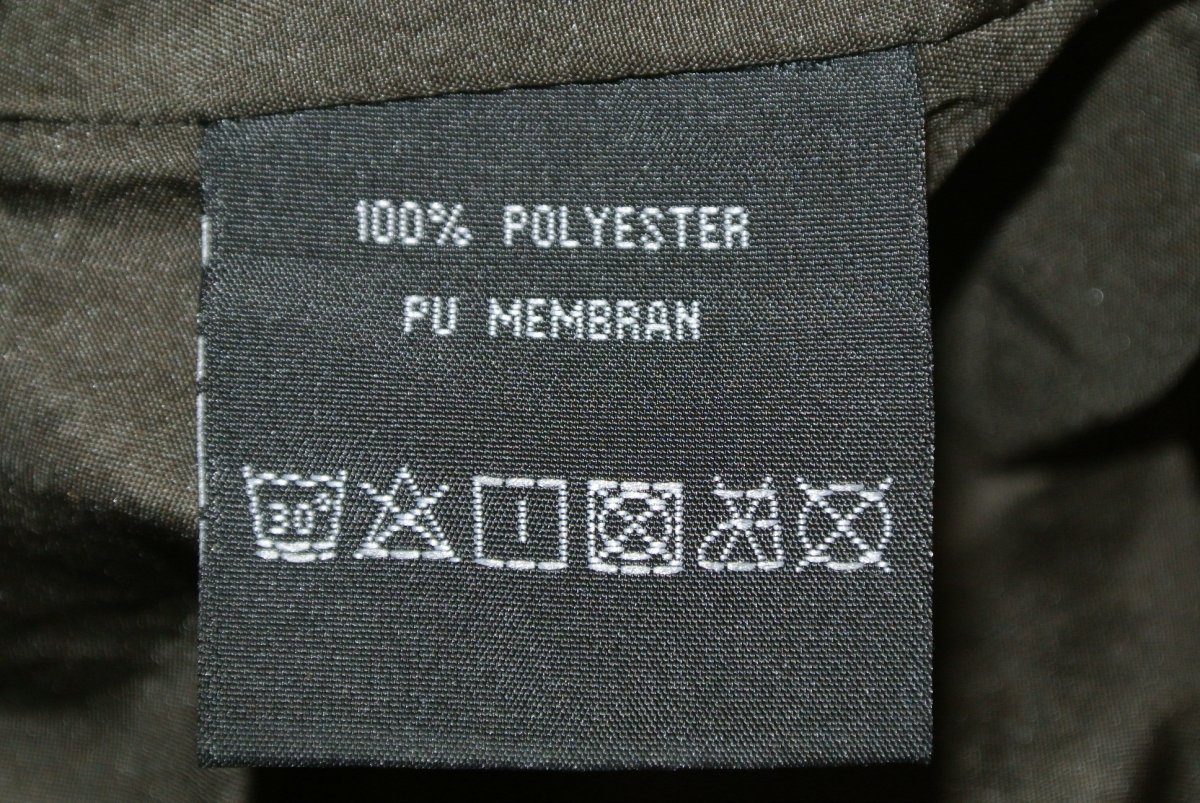 100% POLYESTER
PU MEMBRAN
30°